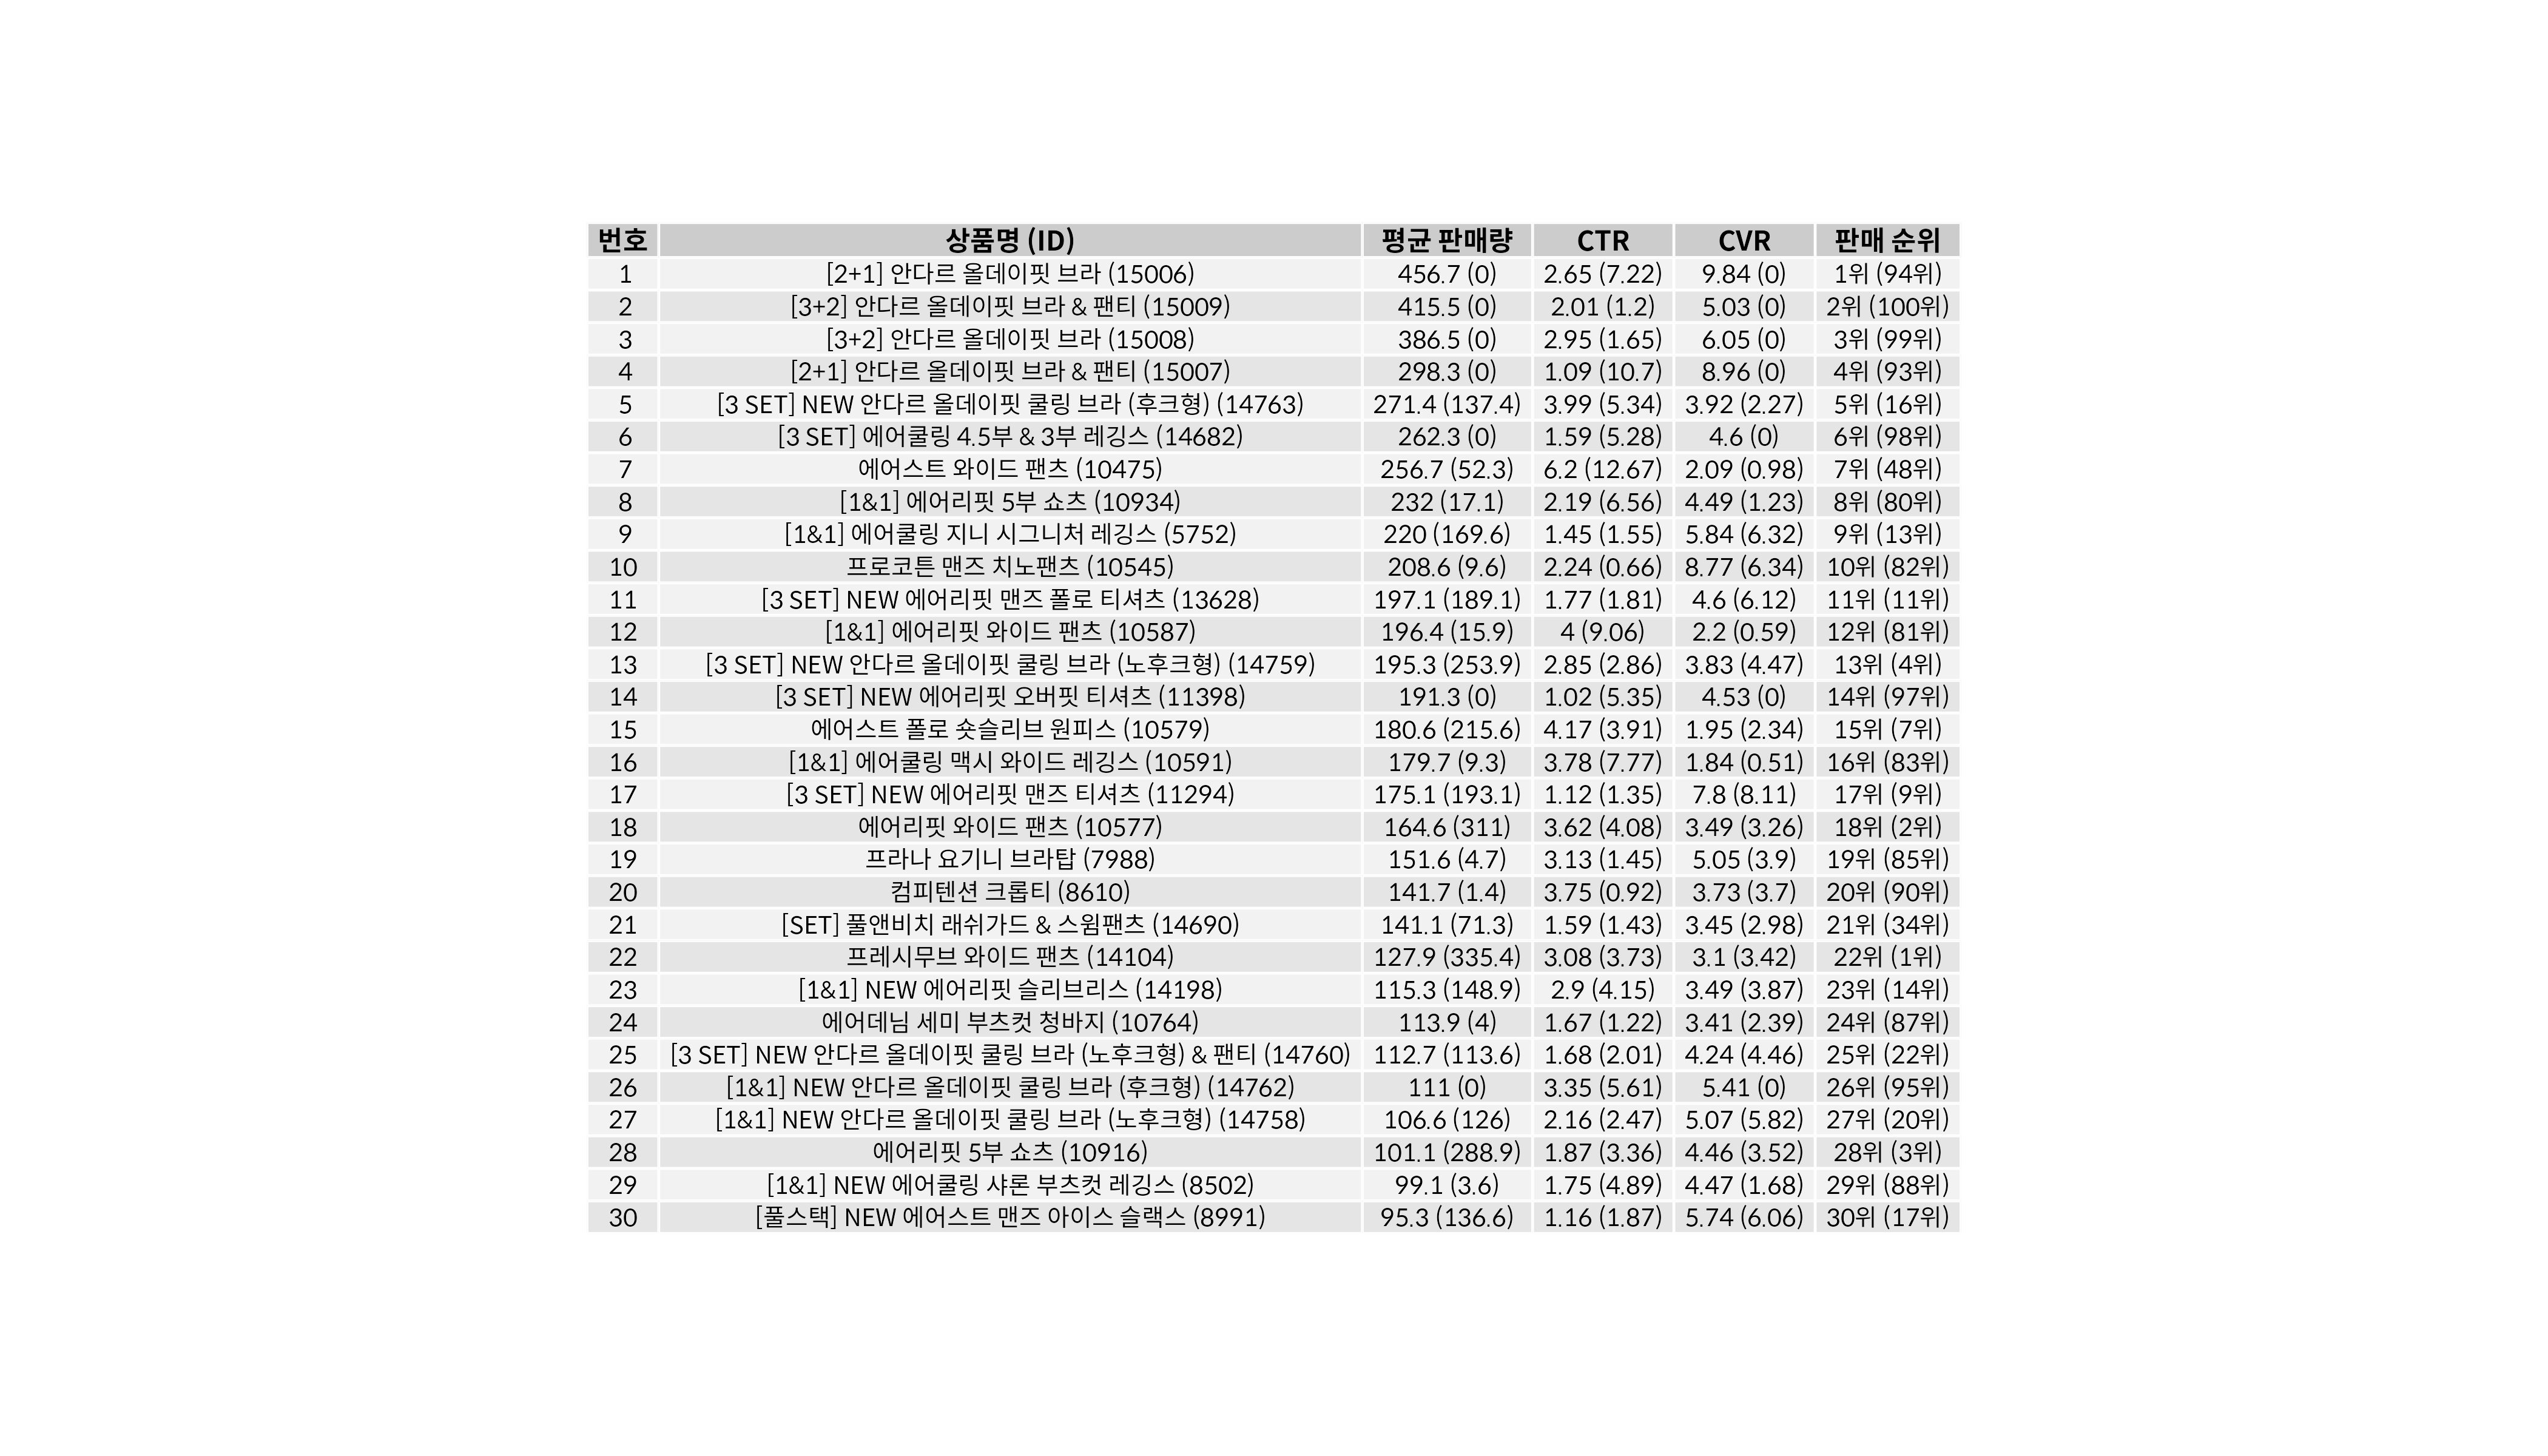 번호 상품명 (ID) 평균 판매량 CTR CVR 판매 순위
1 [2+1] 안다르 올데이핏 브라 (15006) 456.7 (0) 2.65 (7.22) 9.84 (0) 1위 (94위)
2 [3+2] 안다르 올데이핏 브라 & 팬티 (15009) 415.5 (0) 2.01 (1.2) 5.03 (0) 2위 (100위)
3 [3+2] 안다르 올데이핏 브라 (15008) 386.5 (0) 2.95 (1.65) 6.05 (0) 3위 (99위)
4 [2+1] 안다르 올데이핏 브라 & 팬티 (15007) 298.3 (0) 1.09 (10.7) 8.96 (0) 4위 (93위)
5 [3 SET] NEW 안다르 올데이핏 쿨링 브라 (후크형) (14763) 271.4 (137.4) 3.99 (5.34) 3.92 (2.27) 5위 (16위)
6 [3 SET] 에어쿨링 4.5부 & 3부 레깅스 (14682) 262.3 (0) 1.59 (5.28) 4.6 (0) 6위 (98위)
7 에어스트 와이드 팬츠 (10475) 256.7 (52.3) 6.2 (12.67) 2.09 (0.98) 7위 (48위)
8 [1&1] 에어리핏 5부 쇼츠 (10934) 232 (17.1) 2.19 (6.56) 4.49 (1.23) 8위 (80위)
9 [1&1] 에어쿨링 지니 시그니처 레깅스 (5752) 220 (169.6) 1.45 (1.55) 5.84 (6.32) 9위 (13위)
10 프로코튼 맨즈 치노팬츠 (10545) 208.6 (9.6) 2.24 (0.66) 8.77 (6.34) 10위 (82위)
11 [3 SET] NEW 에어리핏 맨즈 폴로 티셔츠 (13628) 197.1 (189.1) 1.77 (1.81) 4.6 (6.12) 11위 (11위)
12 [1&1] 에어리핏 와이드 팬츠 (10587) 196.4 (15.9) 4 (9.06) 2.2 (0.59) 12위 (81위)
13 [3 SET] NEW 안다르 올데이핏 쿨링 브라 (노후크형) (14759) 195.3 (253.9) 2.85 (2.86) 3.83 (4.47) 13위 (4위)
14 [3 SET] NEW 에어리핏 오버핏 티셔츠 (11398) 191.3 (0) 1.02 (5.35) 4.53 (0) 14위 (97위)
15 에어스트 폴로 숏슬리브 원피스 (10579) 180.6 (215.6) 4.17 (3.91) 1.95 (2.34) 15위 (7위)
16 [1&1] 에어쿨링 맥시 와이드 레깅스 (10591) 179.7 (9.3) 3.78 (7.77) 1.84 (0.51) 16위 (83위)
17 [3 SET] NEW 에어리핏 맨즈 티셔츠 (11294) 175.1 (193.1) 1.12 (1.35) 7.8 (8.11) 17위 (9위)
18 에어리핏 와이드 팬츠 (10577) 164.6 (311) 3.62 (4.08) 3.49 (3.26) 18위 (2위)
19 프라나 요기니 브라탑 (7988) 151.6 (4.7) 3.13 (1.45) 5.05 (3.9) 19위 (85위)
20 컴피텐션 크롭티 (8610) 141.7 (1.4) 3.75 (0.92) 3.73 (3.7) 20위 (90위)
21 [SET] 풀앤비치 래쉬가드 & 스윔팬츠 (14690) 141.1 (71.3) 1.59 (1.43) 3.45 (2.98) 21위 (34위)
22 프레시무브 와이드 팬츠 (14104) 127.9 (335.4) 3.08 (3.73) 3.1 (3.42) 22위 (1위)
23 [1&1] NEW 에어리핏 슬리브리스 (14198) 115.3 (148.9) 2.9 (4.15) 3.49 (3.87) 23위 (14위)
24 에어데님 세미 부츠컷 청바지 (10764) 113.9 (4) 1.67 (1.22) 3.41 (2.39) 24위 (87위)
25 [3 SET] NEW 안다르 올데이핏 쿨링 브라 (노후크형) & 팬티 (14760) 112.7 (113.6) 1.68 (2.01) 4.24 (4.46) 25위 (22위)
26 [1&1] NEW 안다르 올데이핏 쿨링 브라 (후크형) (14762) 111 (0) 3.35 (5.61) 5.41 (0) 26위 (95위)
27 [1&1] NEW 안다르 올데이핏 쿨링 브라 (노후크형) (14758) 106.6 (126) 2.16 (2.47) 5.07 (5.82) 27위 (20위)
28 에어리핏 5부 쇼츠 (10916) 101.1 (288.9) 1.87 (3.36) 4.46 (3.52) 28위 (3위)
29 [1&1] NEW 에어쿨링 샤론 부츠컷 레깅스 (8502) 99.1 (3.6) 1.75 (4.89) 4.47 (1.68) 29위 (88위)
30 [풀스택] NEW 에어스트 맨즈 아이스 슬랙스 (8991) 95.3 (136.6) 1.16 (1.87) 5.74 (6.06) 30위 (17위)